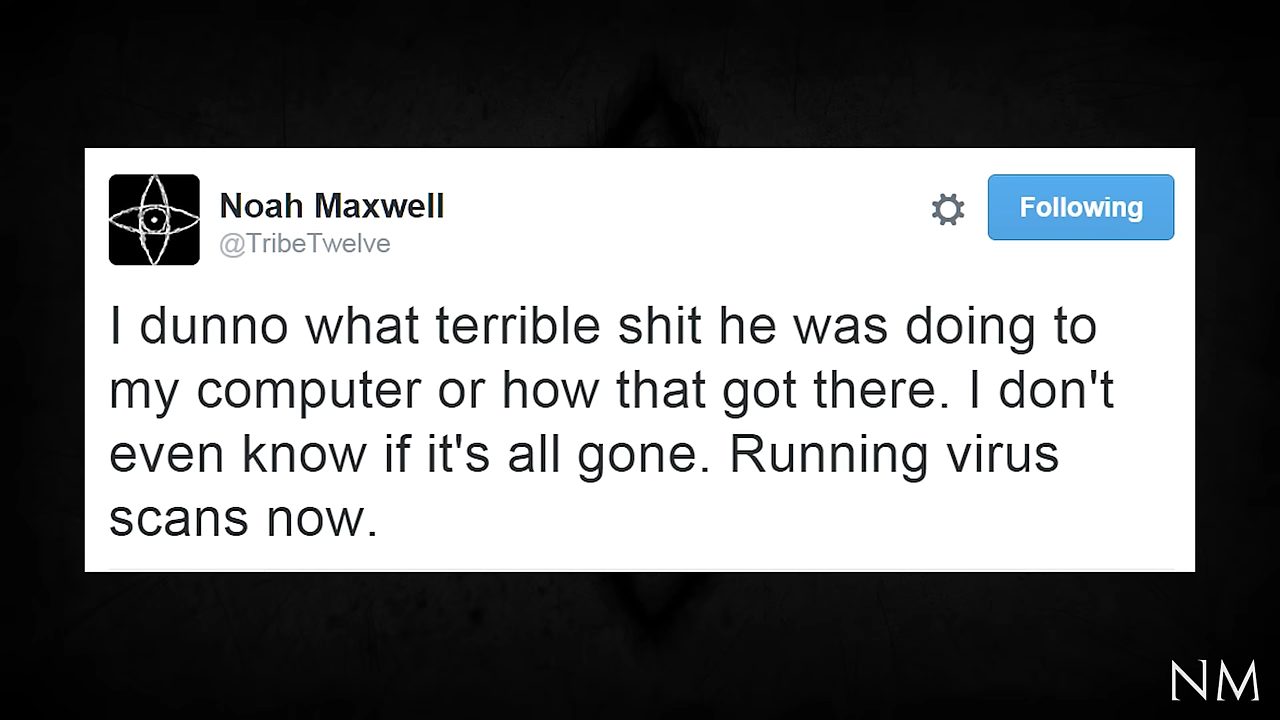 Noah Maxwell
@TribeTwelve
Following
I dunno what terrible shit he was doing to
my computer or how that got there. I don't
even know if it's all gone. Running virus
scans now.
NM